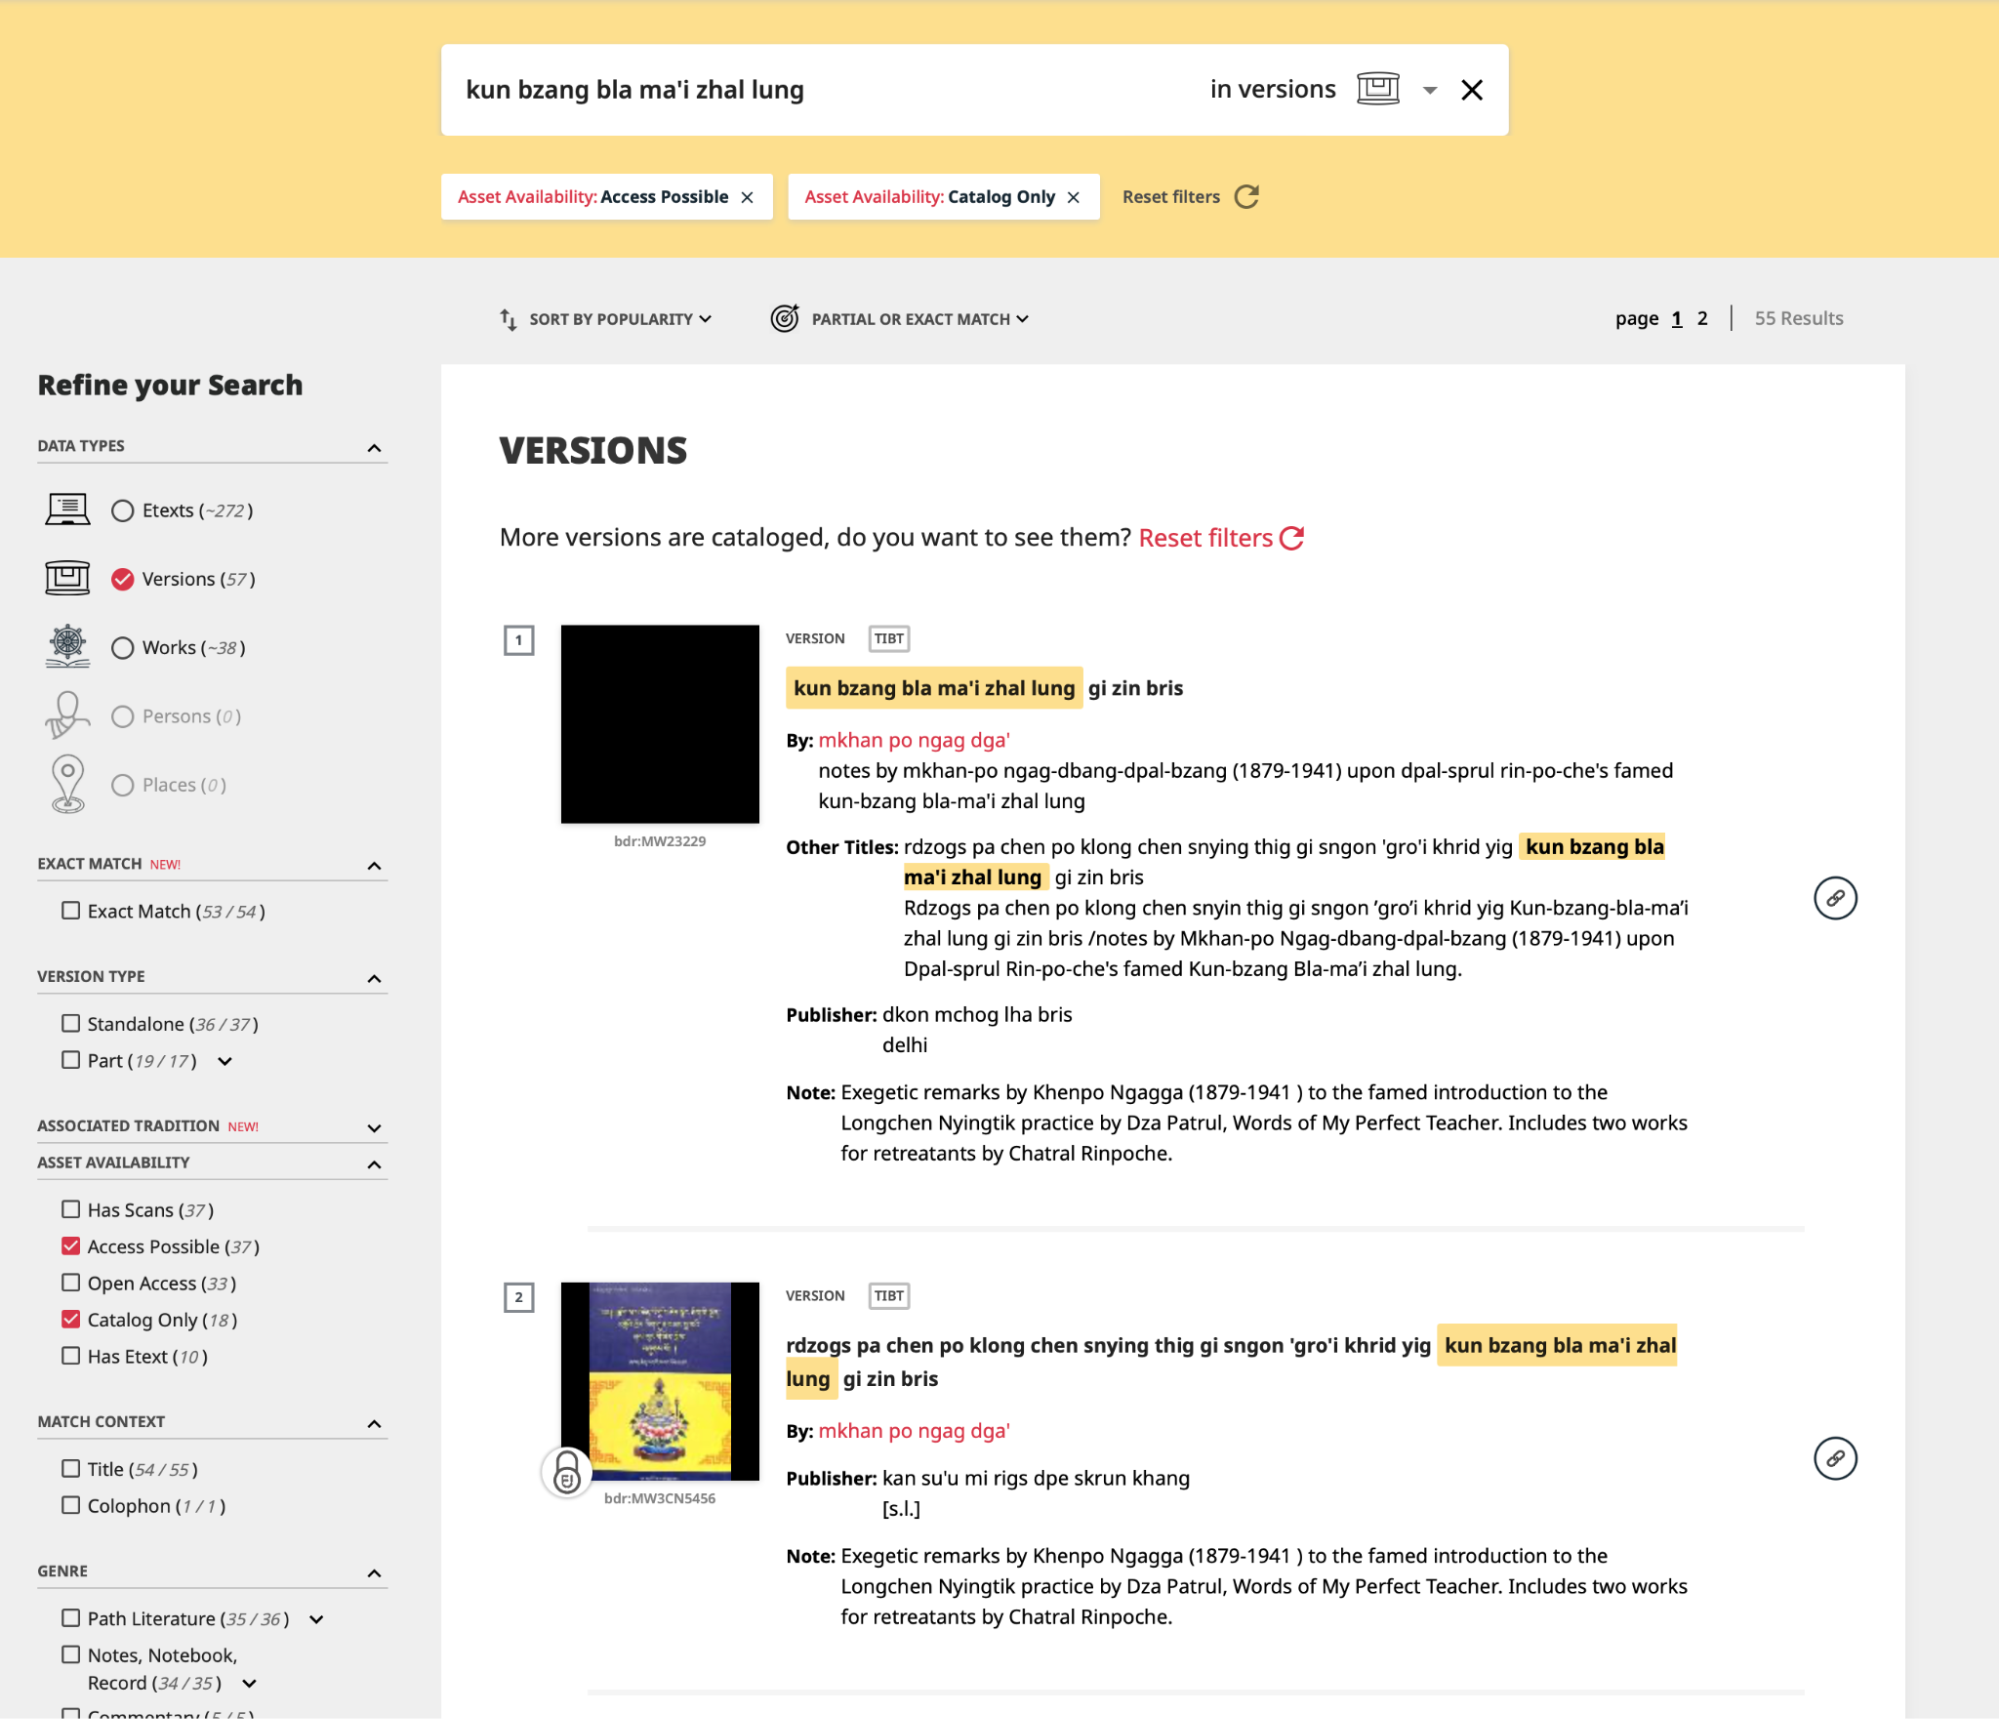 kun bzang bla ma'i zhal lung
in versions
Asset Availability: Access Possible
Asset Availability: Catalog Only
Reset filters
SORT BY POPULARITY
PARTIAL OR EXACT MATCH
page 1 2
55 Results
Refine your Search
DATA TYPES
Etexts (~272)
Versions (57)
Works (~38)
Persons (0)
Places (0)
EXACT MATCH NEW!
Exact Match (53 / 54)
VERSION TYPE
Standalone (36 / 37)
Part (19 / 17)
ASSOCIATED TRADITION NEW!
ASSET AVAILABILITY
Has Scans (37)
Access Possible (37)
Open Access (33)
Catalog Only (18)
Has Etext (10)
MATCH CONTEXT
Title (54 / 55)
Colophon (1 / 1)
GENRE
Path Literature (35 / 36)
Notes, Notebook,
Record (34 / 35)
Commentary (5 / 5)
VERSIONS
More versions are cataloged, do you want to see them? Reset filters
1
bdr:MW23229
VERSION TIBT
kun bzang bla ma'i zhal lung gi zin bris
By: mkhan po ngag dga'
notes by mkhan-po ngag-dbang-dpal-bzang (1879-1941) upon dpal-sprul rin-po-che's famed
kun-bzang bla-ma'i zhal lung
Other Titles: rdzogs pa chen po klong chen snying thig gi sngon 'gro'i khrid yig kun bzang bla
ma'i zhal lung gi zin bris
Rdzogs pa chen po klong chen snyin thig gi sngon ’gro’i khrid yig Kun-bzang-bla-ma’i
zhal lung gi zin bris /notes by Mkhan-po Ngag-dbang-dpal-bzang (1879-1941) upon
Dpal-sprul Rin-po-che's famed Kun-bzang Bla-ma’i zhal lung.
Publisher: dkon mchog lha bris
delhi
Note: Exegetic remarks by Khenpo Ngagga (1879-1941 ) to the famed introduction to the
Longchen Nyingtik practice by Dza Patrul, Words of My Perfect Teacher. Includes two works
for retreatants by Chatral Rinpoche.
2
bdr:MW3CN5456
VERSION TIBT
rdzogs pa chen po klong chen snying thig gi sngon 'gro'i khrid yig kun bzang bla ma'i zhal
lung gi zin bris
By: mkhan po ngag dga'
Publisher: kan su'u mi rigs dpe skrun khang
[s.l.]
Note: Exegetic remarks by Khenpo Ngagga (1879-1941 ) to the famed introduction to the
Longchen Nyingtik practice by Dza Patrul, Words of My Perfect Teacher. Includes two works
for retreatants by Chatral Rinpoche.